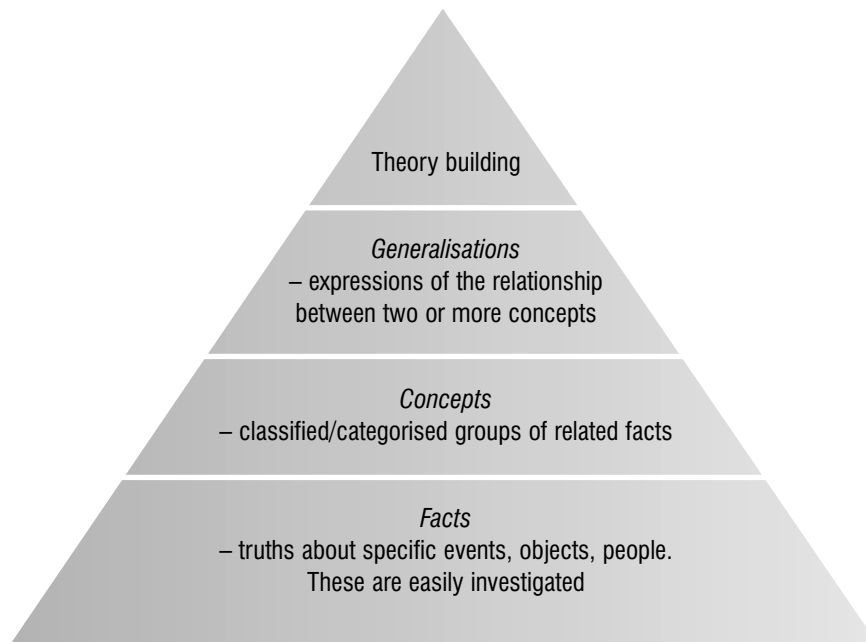 Theory building
Generalisations
– expressions of the relationship
between two or more concepts
Concepts
– classified/categorised groups of related facts
Facts
– truths about specific events, objects, people.
These are easily investigated